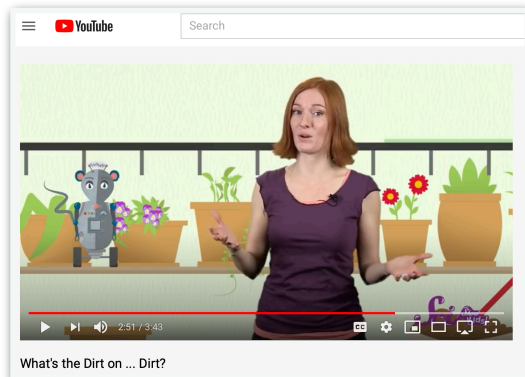 YouTube
Search
2:51 / 3:43
CC
What's the Dirt on ... Dirt?